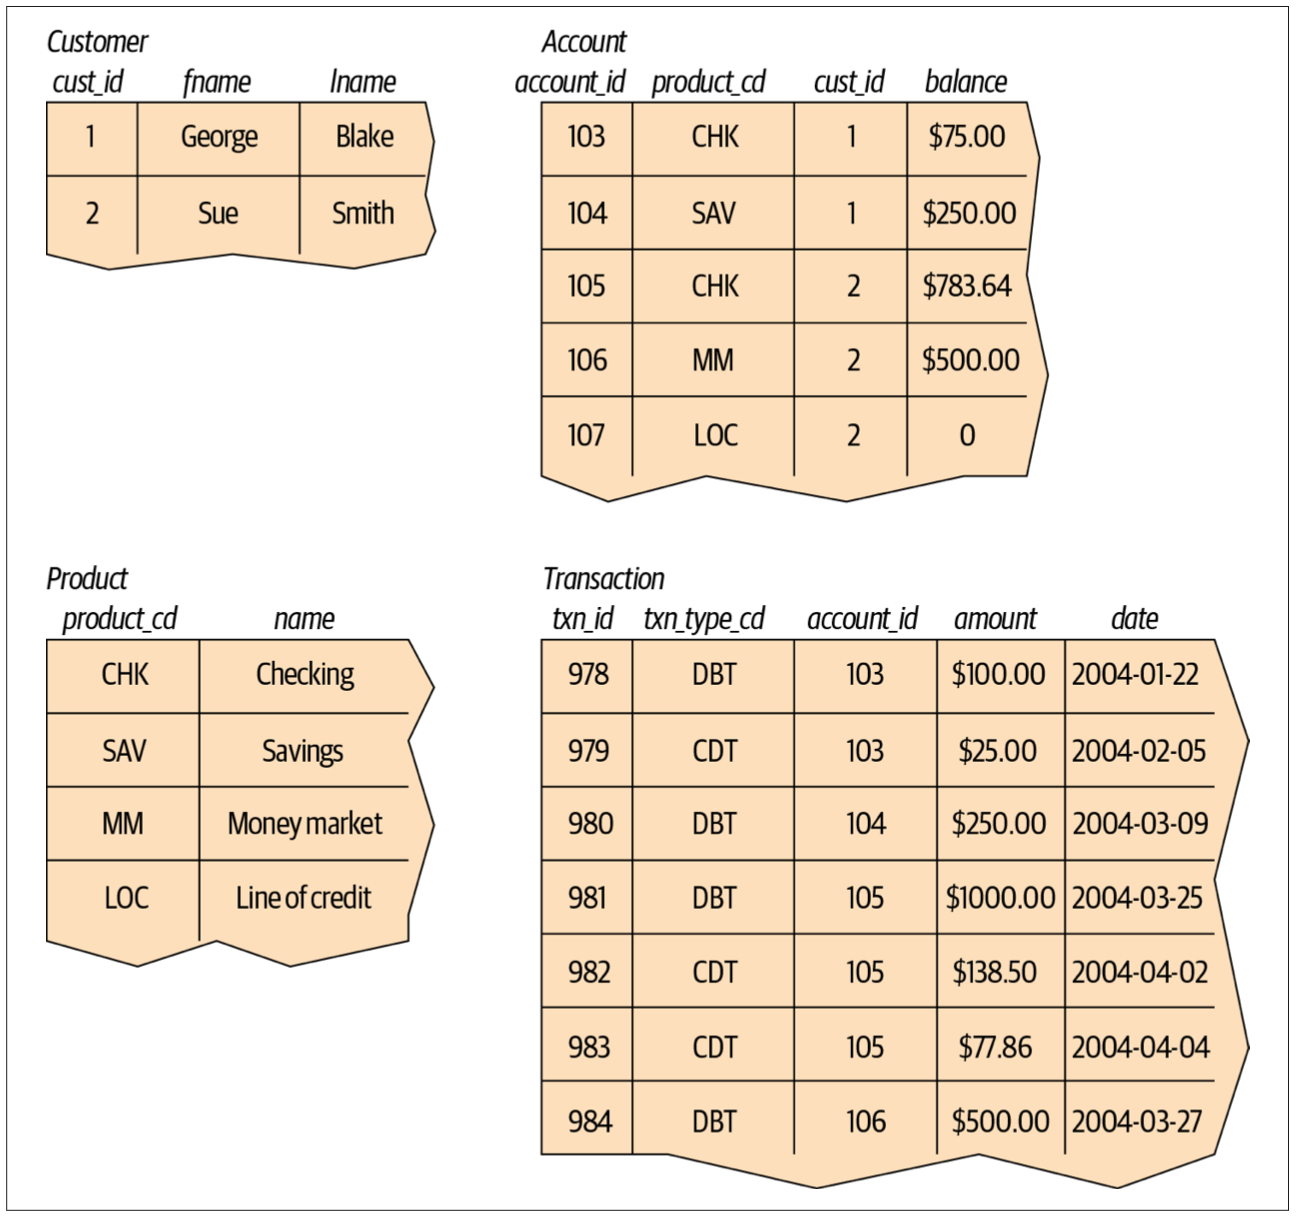 Customer
cust_id fname lname
1 George Blake
2 Sue Smith
Account
account_id product_cd cust_id balance
103 CHK 1 $75.00
104 SAV 1 $250.00
105 CHK 2 $783.64
106 MM 2 $500.00
107 LOC 2 0
Product
product_cd name
CHK Checking
SAV Savings
MM Money market
LOC Line of credit
Transaction
txn_id txn_type_cd account_id amount date
978 DBT 103 $100.00 2004-01-22
979 CDT 103 $25.00 2004-02-05
980 DBT 104 $250.00 2004-03-09
981 DBT 105 $1000.00 2004-03-25
982 CDT 105 $138.50 2004-04-02
983 CDT 105 $77.86 2004-04-04
984 DBT 106 $500.00 2004-03-27